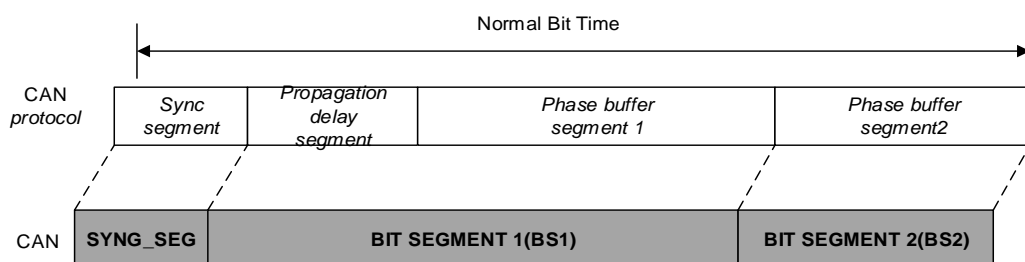 Normal Bit Time
CAN
protocol
Sync
segment
Propagation
delay
segment
Phase buffer
segment 1
Phase buffer
segment2
CAN
SYNG_SEG
BIT SEGMENT 1(BS1)
BIT SEGMENT 2(BS2)